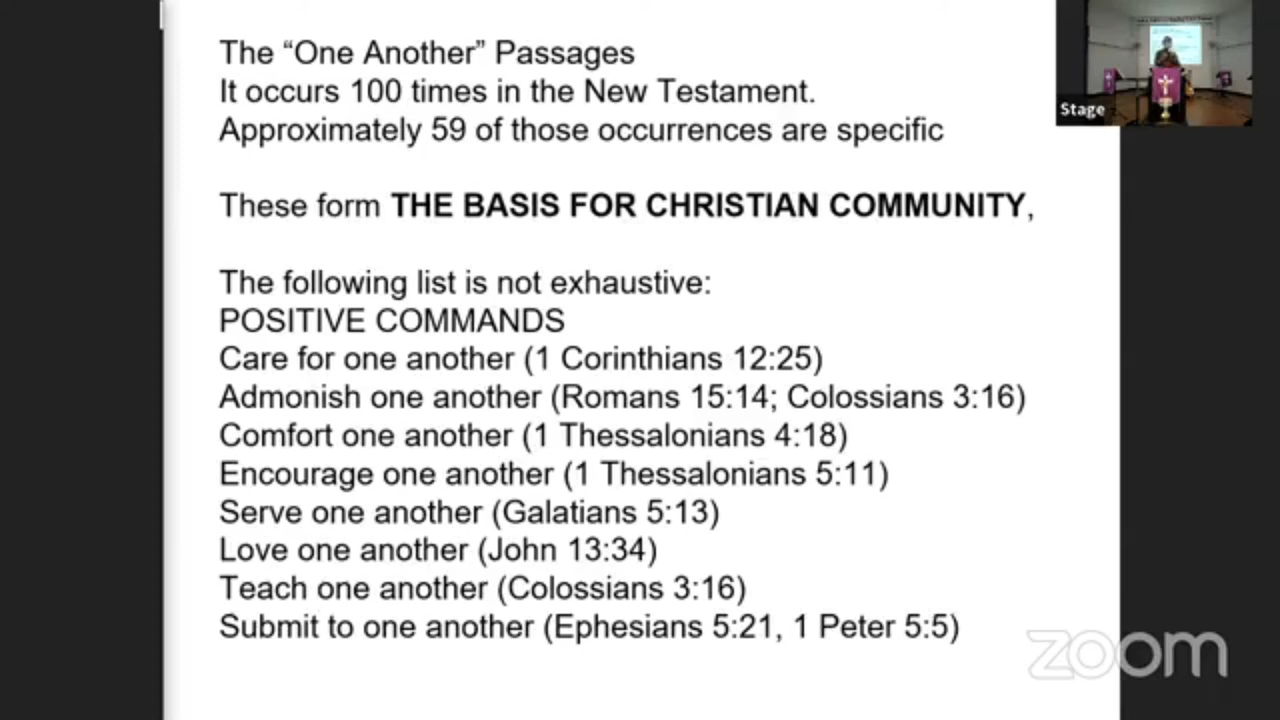 The “One Another” Passages
It occurs 100 times in the New Testament.
Approximately 59 of those occurrences are specific
These form THE BASIS FOR CHRISTIAN COMMUNITY,
The following list is not exhaustive:
POSITIVE COMMANDS
Care for one another (1 Corinthians 12:25)
Admonish one another (Romans 15:14; Colossians 3:16)
Comfort one another (1 Thessalonians 4:18)
Encourage one another (1 Thessalonians 5:11)
Serve one another (Galatians 5:13)
Love one another (John 13:34)
Teach one another (Colossians 3:16)
Submit to one another (Ephesians 5:21, 1 Peter 5:5)
Stage
zoom